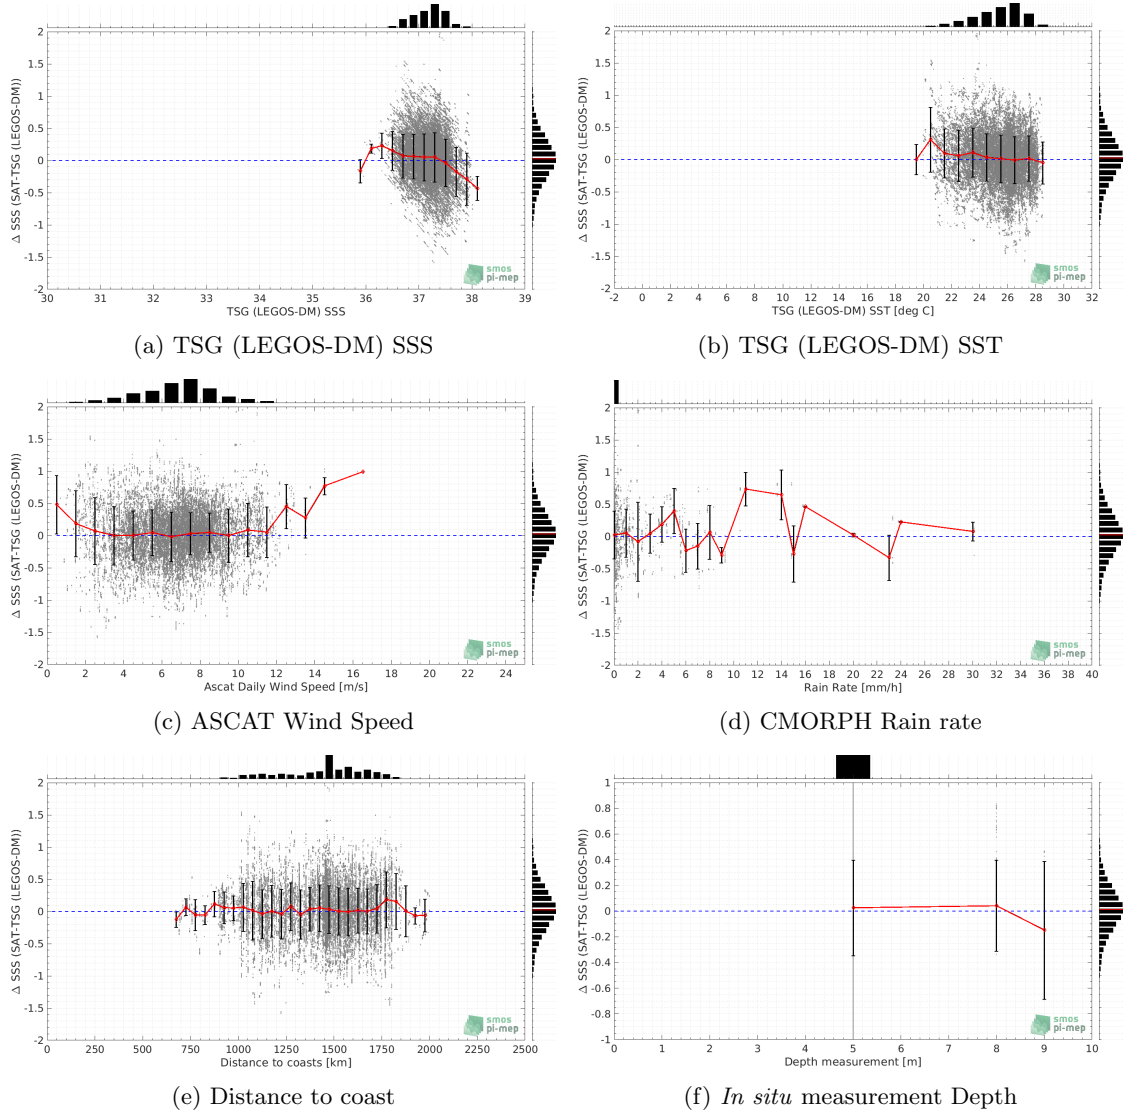 2
1.5
1
0.5
0
-0.5
-1
-1.5
-2
Δ SSS (SAT-TSG (LEGOS-DM))
30 31 32 33 34 35 36 37 38 39
TSG (LEGOS-DM) SSS
smos
pi-mep
(a) TSG (LEGOS-DM) SSS
2
1.5
1
0.5
0
-0.5
-1
-1.5
-2
Δ SSS (SAT-TSG (LEGOS-DM))
-2 0 2 4 6 8 10 12 14 16 18 20 22 24 26 28 30 32
TSG (LEGOS-DM) SST [deg C]
smos
pi-mep
(b) TSG (LEGOS-DM) SST
2
1.5
1
0.5
0
-0.5
-1
-1.5
-2
Δ SSS (SAT-TSG (LEGOS-DM))
0 2 4 6 8 10 12 14 16 18 20 22 24
Ascat Daily Wind Speed [m/s]
smos
pi-mep
(c) ASCAT Wind Speed
2
1.5
1
0.5
0
-0.5
-1
-1.5
-2
Δ SSS (SAT-TSG (LEGOS-DM))
0 2 4 6 8 10 12 14 16 18 20 22 24 26 28 30 32 34 36 38 40
Rain Rate [mm/h]
smos
pi-mep
(d) CMORPH Rain rate
2
1.5
1
0.5
0
-0.5
-1
-1.5
-2
Δ SSS (SAT-TSG (LEGOS-DM))
0 250 500 750 1000 1250 1500 1750 2000 2250 2500
Distance to coasts [km]
smos
pi-mep
(e) Distance to coast
1
0.8
0.6
0.4
0.2
0
-0.2
-0.4
-0.6
-0.8
-1
Δ SSS (SAT-TSG (LEGOS-DM))
0 1 2 3 4 5 6 7 8 9 10
Depth measurement [m]
smos
pi-mep
(f) In situ measurement Depth